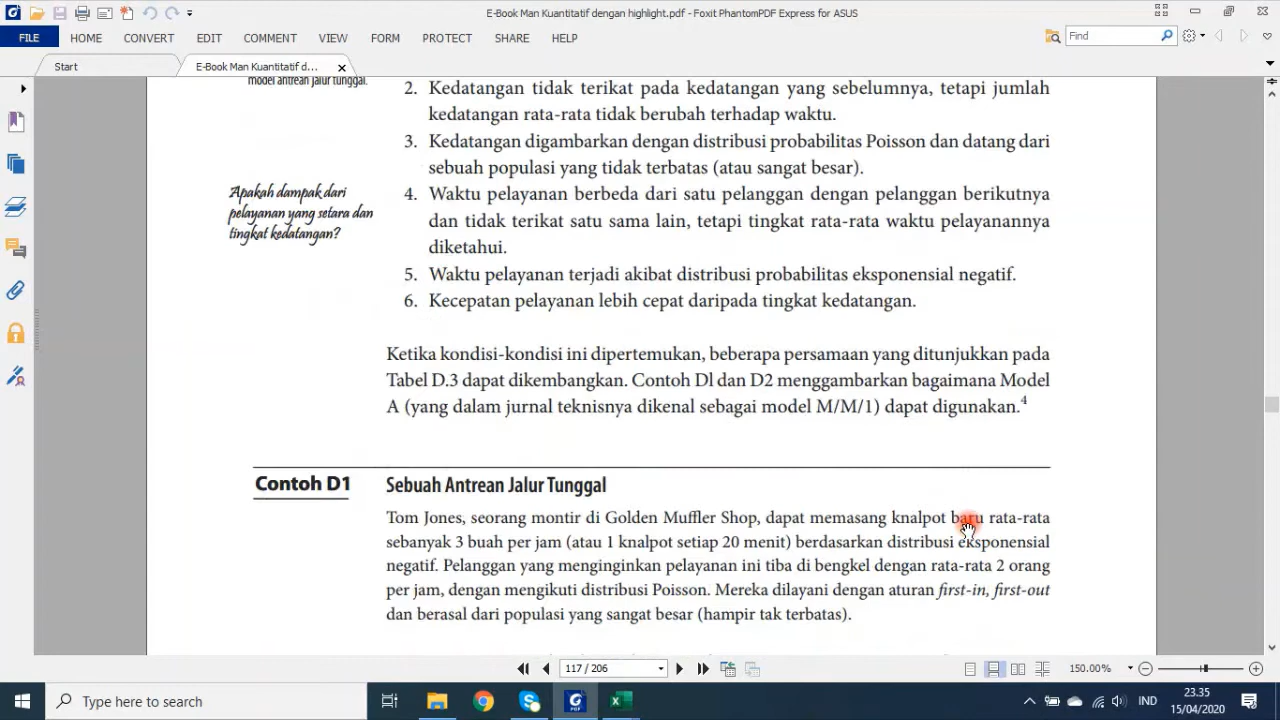 E-Book Man Kuantitatif dengan highlight.pdf - Foxit PhantomPDF Express for ASUS
FILE HOME CONVERT EDIT COMMENT VIEW FORM PROTECT SHARE HELP
Find
Start
E-Book Man Kuantitatif d...
model antrean jalur tunggal.
2. Kedatangan tidak terikat pada kedatangan yang sebelumnya, tetapi jumlah
kedatangan rata-rata tidak berubah terhadap waktu.
3. Kedatangan digambarkan dengan distribusi probabilitas Poisson dan datang dari
sebuah populasi yang tidak terbatas (atau sangat besar).
Apakah dampak dari
pelayanan yang setara dan
tingkat kedatangan?
4. Waktu pelayanan berbeda dari satu pelanggan dengan pelanggan berikutnya
dan tidak terikat satu sama lain, tetapi tingkat rata-rata waktu pelayanannya
diketahui.
5. Waktu pelayanan terjadi akibat distribusi probabilitas eksponensial negatif.
6. Kecepatan pelayanan lebih cepat daripada tingkat kedatangan.
Ketika kondisi-kondisi ini dipertemukan, beberapa persamaan yang ditunjukkan pada
Tabel D.3 dapat dikembangkan. Contoh Dl dan D2 menggambarkan bagaimana Model
A (yang dalam jurnal teknisnya dikenal sebagai model M/M/1) dapat digunakan.4
Contoh D1
Sebuah Antrean Jalur Tunggal
Tom Jones, seorang montir di Golden Muffler Shop, dapat memasang knalpot baru rata-rata
sebanyak 3 buah per jam (atau 1 knalpot setiap 20 menit) berdasarkan distribusi eksponensial
negatif. Pelanggan yang menginginkan pelayanan ini tiba di bengkel dengan rata-rata 2 orang
per jam, dengan mengikuti distribusi Poisson. Mereka dilayani dengan aturan first-in, first-out
dan berasal dari populasi yang sangat besar (hampir tak terbatas).
117 / 206
150.00%
Type here to search
IND
23.35
15/04/2020